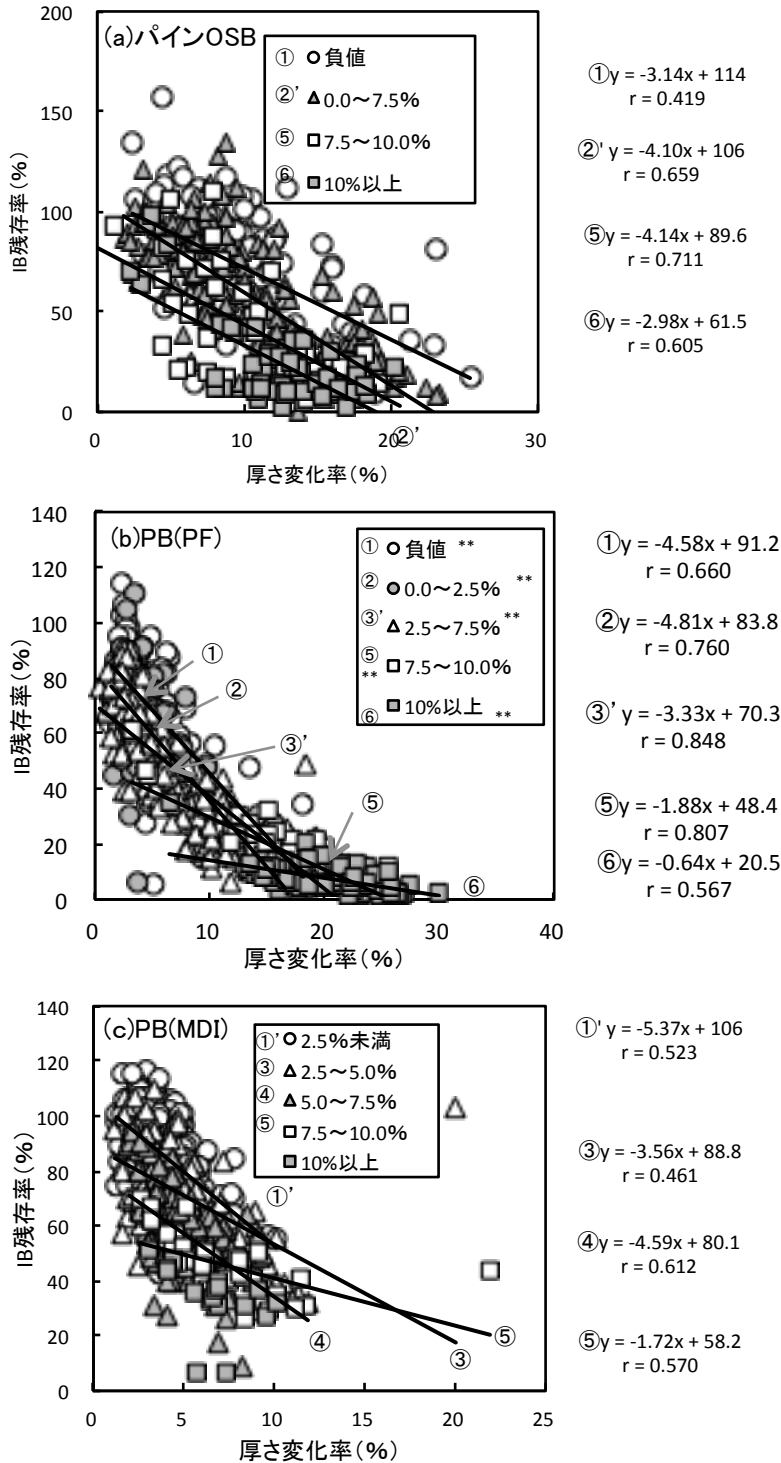 (a)パインOSB
① 負値
②' 0.0～7.5%
⑤ 7.5～10.0%
⑥ 10%以上
200
150
100
50
0
IB残存率(%)
0 10 20 30
②'
厚さ変化率(%)
①y = -3.14x + 114
r = 0.419
②' y = -4.10x + 106
r = 0.659
⑤y = -4.14x + 89.6
r = 0.711
⑥y = -2.98x + 61.5
r = 0.605
(b)PB(PF)
① 負値 **
② 0.0～2.5% **
③' 2.5～7.5% **
⑤ 7.5～10.0%
**
⑥ 10%以上 **
140
120
100
80
60
40
20
0
IB残存率(%)
①
②
③'
⑤
⑥
0 10 20 30 40
厚さ変化率(%)
①y = -4.58x + 91.2
r = 0.660
②y = -4.81x + 83.8
r = 0.760
③' y = -3.33x + 70.3
r = 0.848
⑤y = -1.88x + 48.4
r = 0.807
⑥y = -0.64x + 20.5
r = 0.567
(c)PB(MDI)
①' 2.5%未満
③ 2.5～5.0%
④ 5.0～7.5%
⑤ 7.5～10.0%
10%以上
140
120
100
80
60
40
20
0
IB残存率(%)
①'
④
③
⑤
0 5 10 15 20 25
厚さ変化率(%)
①' y = -5.37x + 106
r = 0.523
③y = -3.56x + 88.8
r = 0.461
④y = -4.59x + 80.1
r = 0.612
⑤y = -1.72x + 58.2
r = 0.570